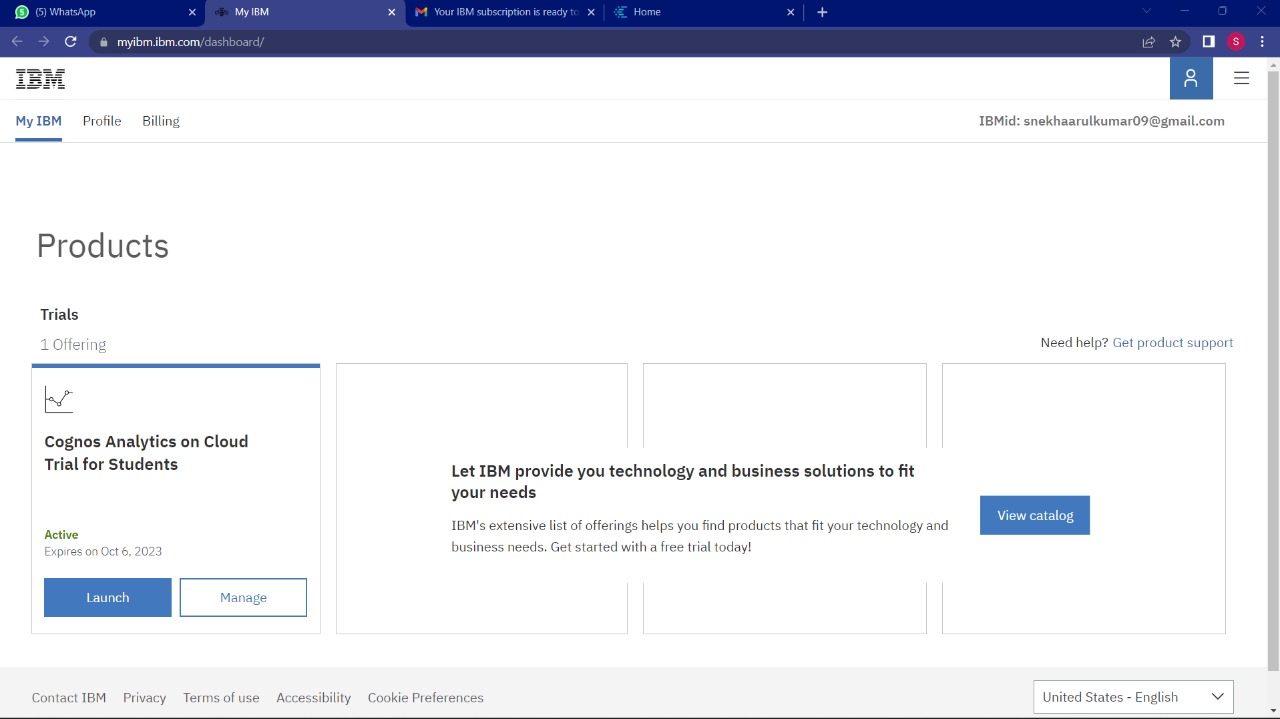 (5) WhatsApp
My IBM
Your IBM subscription is ready to
Home
myibm.ibm.com/dashboard/
S
IBM
My IBM Profile Billing
IBMid: snekhaarulkumar09@gmail.com
Products
Trials
1 Offering
Need help? Get product support
Cognos Analytics on Cloud
Trial for Students
Active
Expires on Oct 6, 2023
Launch Manage
Let IBM provide you technology and business solutions to fit
your needs
IBM's extensive list of offerings helps you find products that fit your technology and
business needs. Get started with a free trial today!
View catalog
Contact IBM Privacy Terms of use Accessibility Cookie Preferences
United States - English